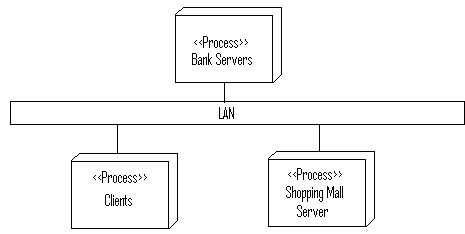 <<Process>>
Bank Servers
LAN
<<Process>>
Clients
<<Process>>
Shopping Mall
Server